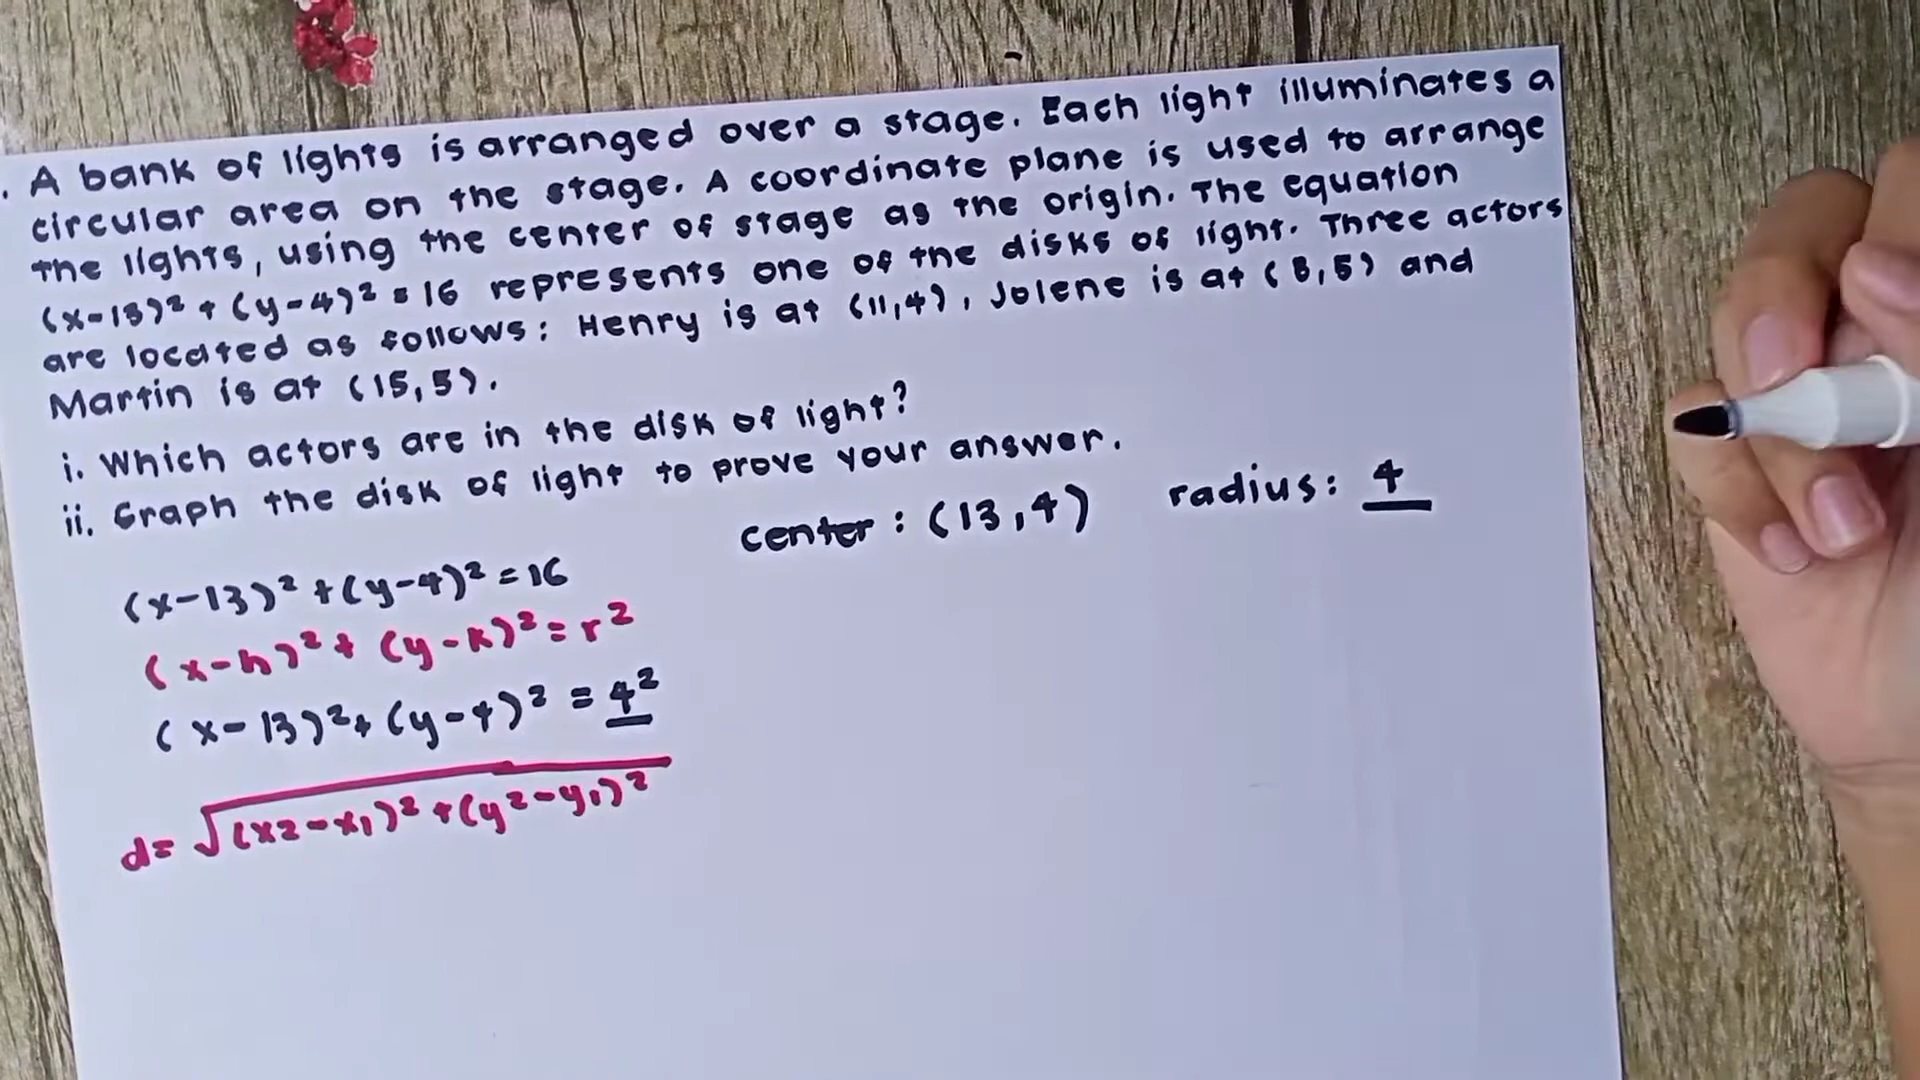 . A bank of lights is arranged over a stage. Each light illuminates a
circular area on the stage. A coordinate plane is used to arrange
the lights, using the center of stage as the origin. The equation
(x-13)² + (y-4)² = 16 represents one of the disks of light. Three actors
are located as follows: Henry is at (11,4), Jolene is at (8,5) and
Martin is at (15,5).
i. Which actors are in the disk of light?
ii. Graph the disk of light to prove your answer.
center : (13,4) radius: 4
(x-13)² + (y-4)² = 16
(x-h)² + (y-k)² = r²
(x-13)² + (y-4)² = 4²
d= √(x2-x₁)² + (y2-y₁)²